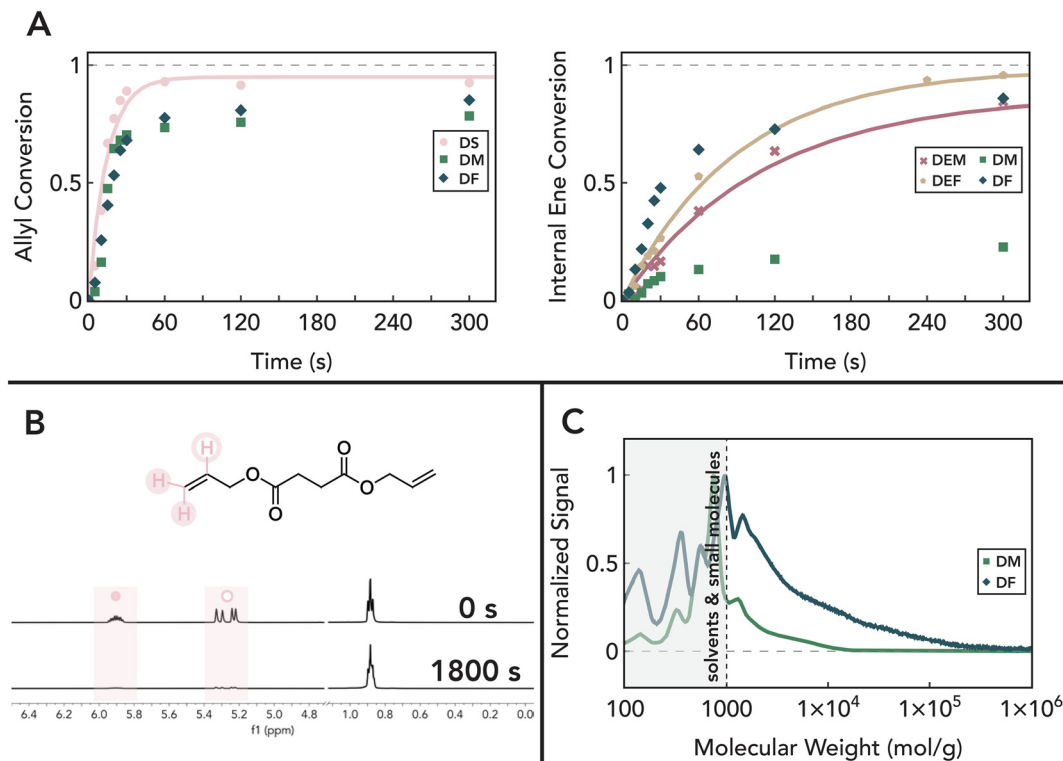 A
1
0.5
0
Allyl Conversion
DS
DM
DF
0 60 120 180 240 300
Time (s)
1
0.5
0
Internal Ene Conversion
DEM DM
DEF DF
0 60 120 180 240 300
Time (s)
B
H
H
H
O
O
O
O
0 s
1800 s
6.4 6.2 6.0 5.8 5.6 5.4 5.2 5.0 4.8 1.0 0.8 0.6 0.4 0.2 0.0
f1 (ppm)
C
1
0.5
0
Normalized Signal
solvents & small molecules
DM
DF
100 1000 1×10⁴ 1×10⁵ 1×10⁶
Molecular Weight (mol/g)